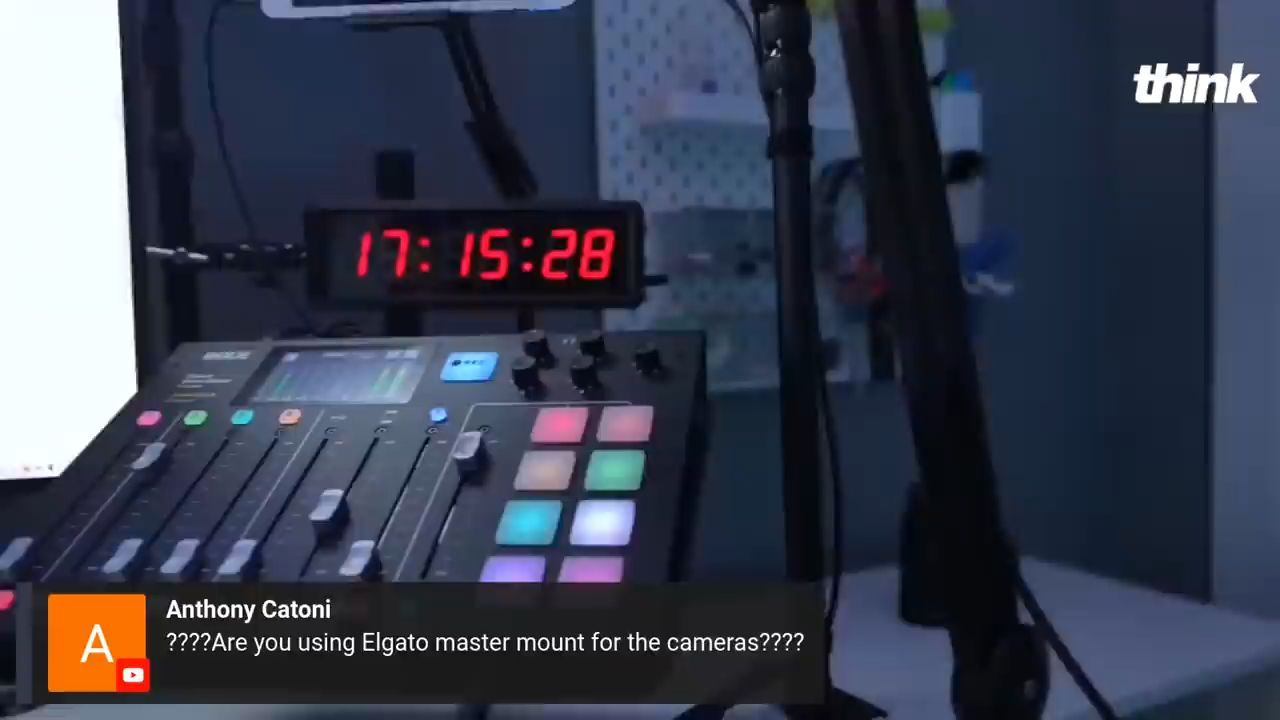 think
17:15:28
A
Anthony Catoni
????Are you using Elgato master mount for the cameras????